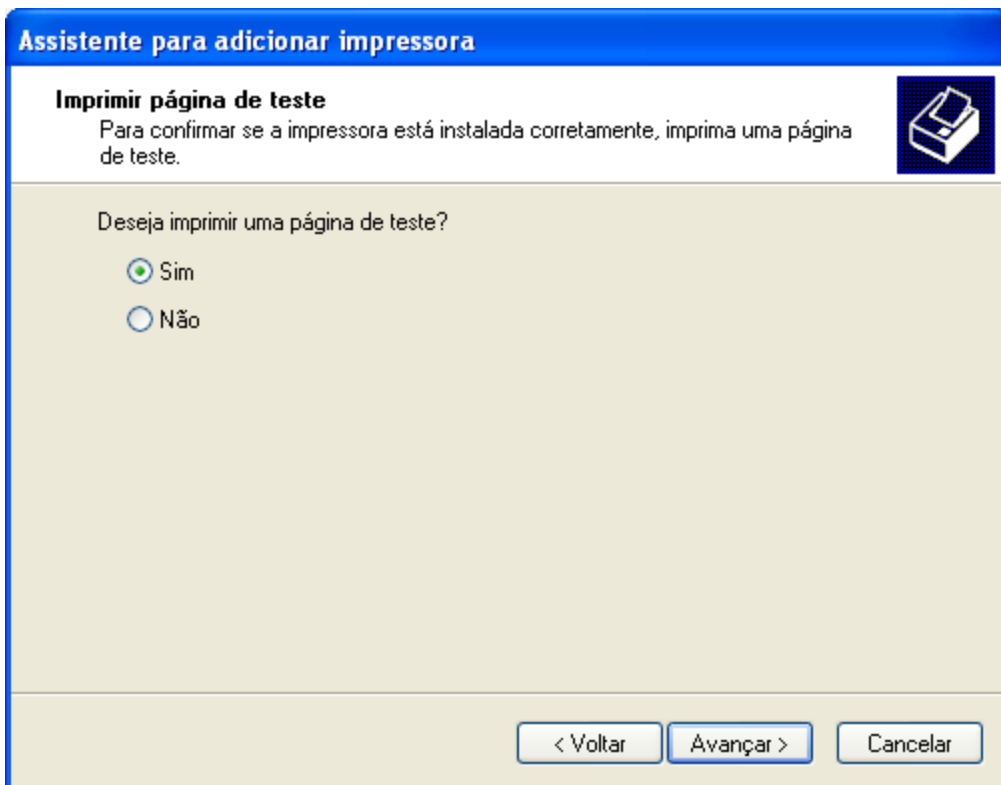 Assistente para adicionar impressora
Imprimir página de teste
Para confirmar se a impressora está instalada corretamente, imprima uma página
de teste.
Deseja imprimir uma página de teste?
Sim
Não
< Voltar
Avançar >
Cancelar